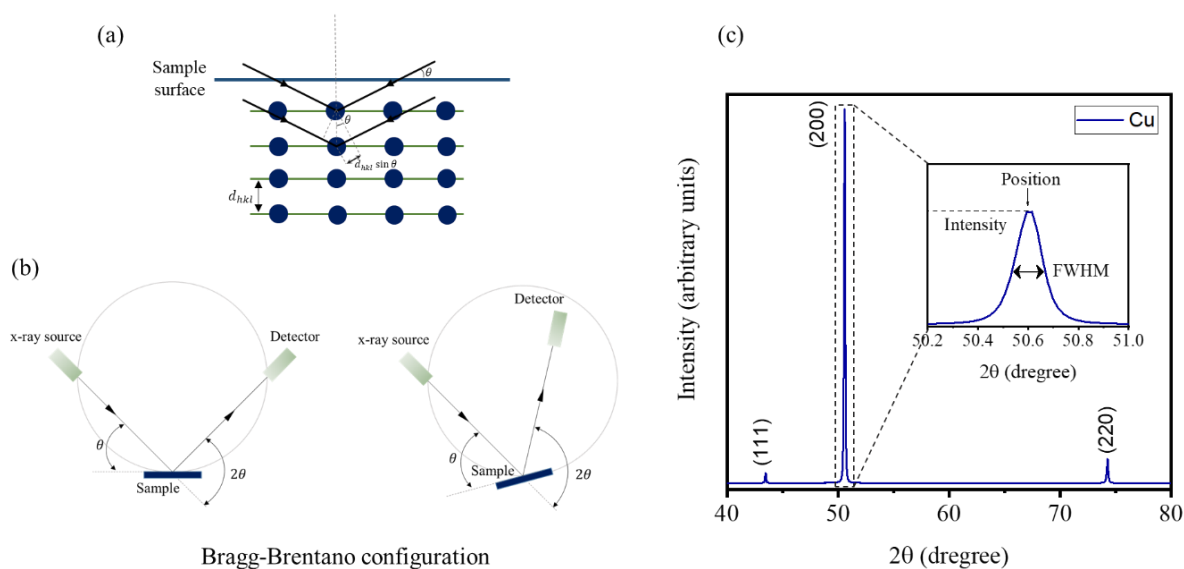 (a)
Sample
surface
θ
θ
d_hkl sin θ
d_hkl
(b)
x-ray source
Detector
θ
2θ
Sample
x-ray source
Detector
θ
2θ
Sample
Bragg-Brentano configuration
(c)
Intensity (arbitrary units)
(111)
(200)
(220)
Cu
Position
Intensity
FWHM
50.2 50.4 50.6 50.8 51.0
2θ (dregree)
40 50 60 70 80
2θ (dregree)